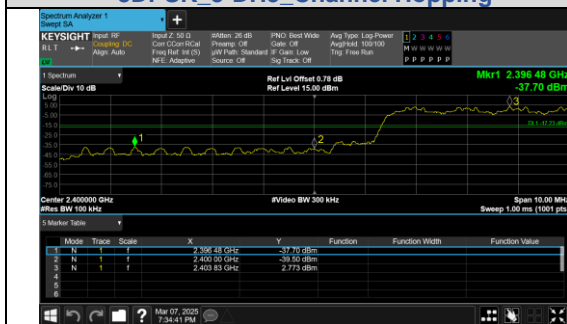 Spectrum Analyzer 1
Swept SA
KEYSIGHT Input: RF Input Z: 50 Ω #Atten: 26 dB PNO: Best Wide Avg Type: Log-Power 1 2 3 4 5 6
RLT Coupling: DC Corr CCorr RCal Preamp: Off Gate: Off Avg|Hold: 100/100 M W W W W W
Align: Auto Freq Ref: Int (S) µW Path: Standard IF Gain: Low Trig: Free Run P P P P P P
NFE: Adaptive Source: Off Sig Track: Off
1 Spectrum
Ref Lvl Offset 0.78 dB Mkr1 2.396 48 GHz
Scale/Div 10 dB Ref Level 15.00 dBm -37.70 dBm
Log
5.00
-5.00
-15.0
-25.0
-35.0
-45.0
-55.0
-65.0
-75.0
1
2
3
Center 2.400000 GHz #Video BW 300 kHz Span 10.00 MHz
#Res BW 100 kHz Sweep 1.00 ms (1001 pts)
5 Marker Table
Mode Trace Scale X Y Function Function Width Function Value
1 N 1 f 2.396 48 GHz -37.70 dBm
2 N 1 f 2.400 00 GHz -39.50 dBm
3 N 1 f 2.403 83 GHz 2.773 dBm
4
5
6
? Mar 07, 2025
7:34:41 PM